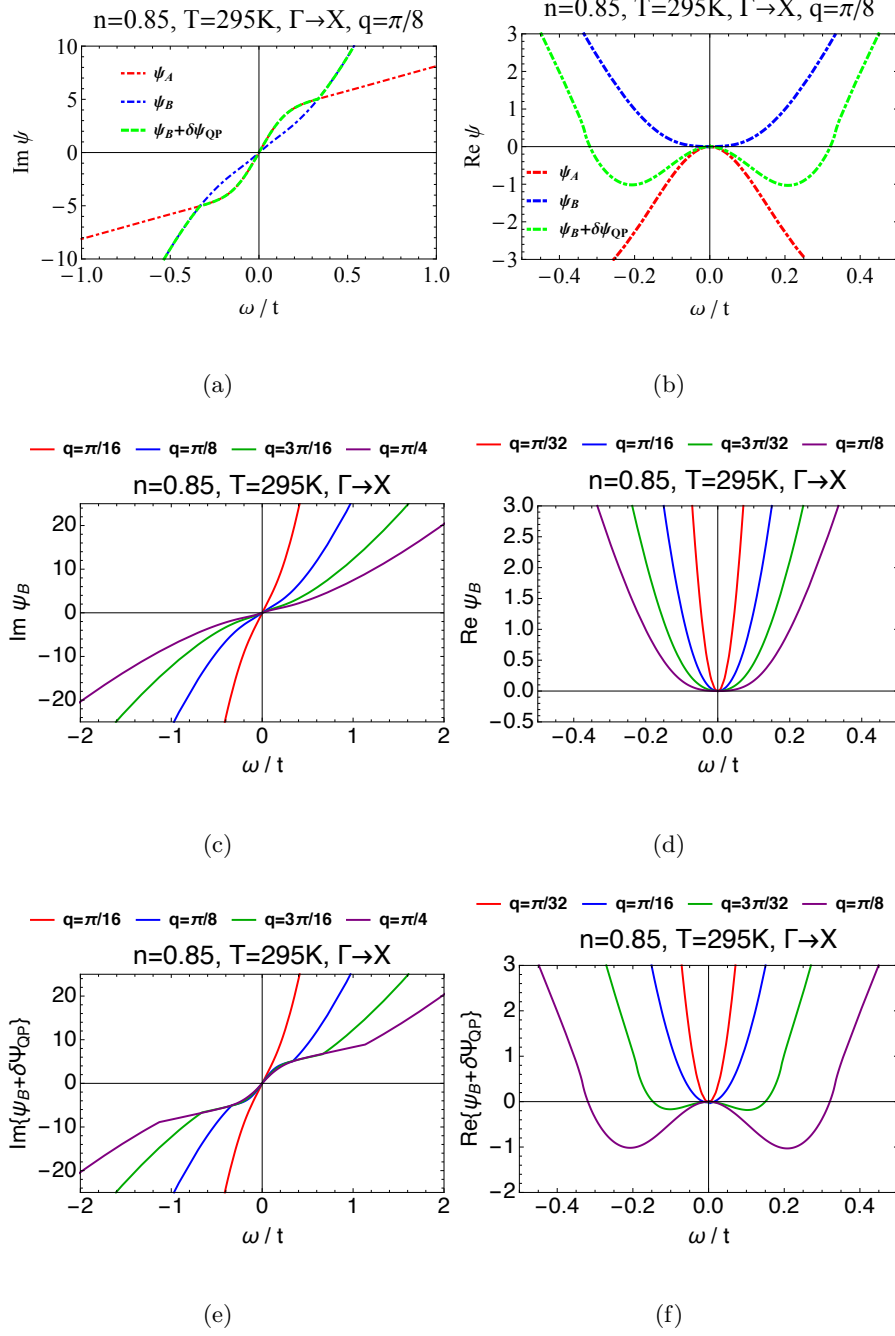 n=0.85, T=295K, Γ→X, q=π/8
10
5
0
−5
−10
Im ψ
ψA
ψB
ψB+δψQP
−1.0 −0.5 0.0 0.5 1.0
ω / t
(a)
n=0.85, T=295K, Γ→X, q=π/8
3
2
1
0
−1
−2
−3
Re ψ
ψA
ψB
ψB+δψQP
−0.4 −0.2 0.0 0.2 0.4
ω / t
(b)
q=π/16 q=π/8 q=3π/16 q=π/4
n=0.85, T=295K, Γ→X
20
10
0
−10
−20
Im ψB
−2 −1 0 1 2
ω / t
(c)
q=π/32 q=π/16 q=3π/32 q=π/8
n=0.85, T=295K, Γ→X
3.0
2.5
2.0
1.5
1.0
0.5
0.0
−0.5
Re ψB
−0.4 −0.2 0.0 0.2 0.4
ω / t
(d)
q=π/16 q=π/8 q=3π/16 q=π/4
n=0.85, T=295K, Γ→X
20
10
0
−10
−20
Im{ψB+δΨQP}
−2 −1 0 1 2
ω / t
(e)
q=π/32 q=π/16 q=3π/32 q=π/8
n=0.85, T=295K, Γ→X
3
2
1
0
−1
−2
Re{ψB+δΨQP}
−0.4 −0.2 0.0 0.2 0.4
ω / t
(f)